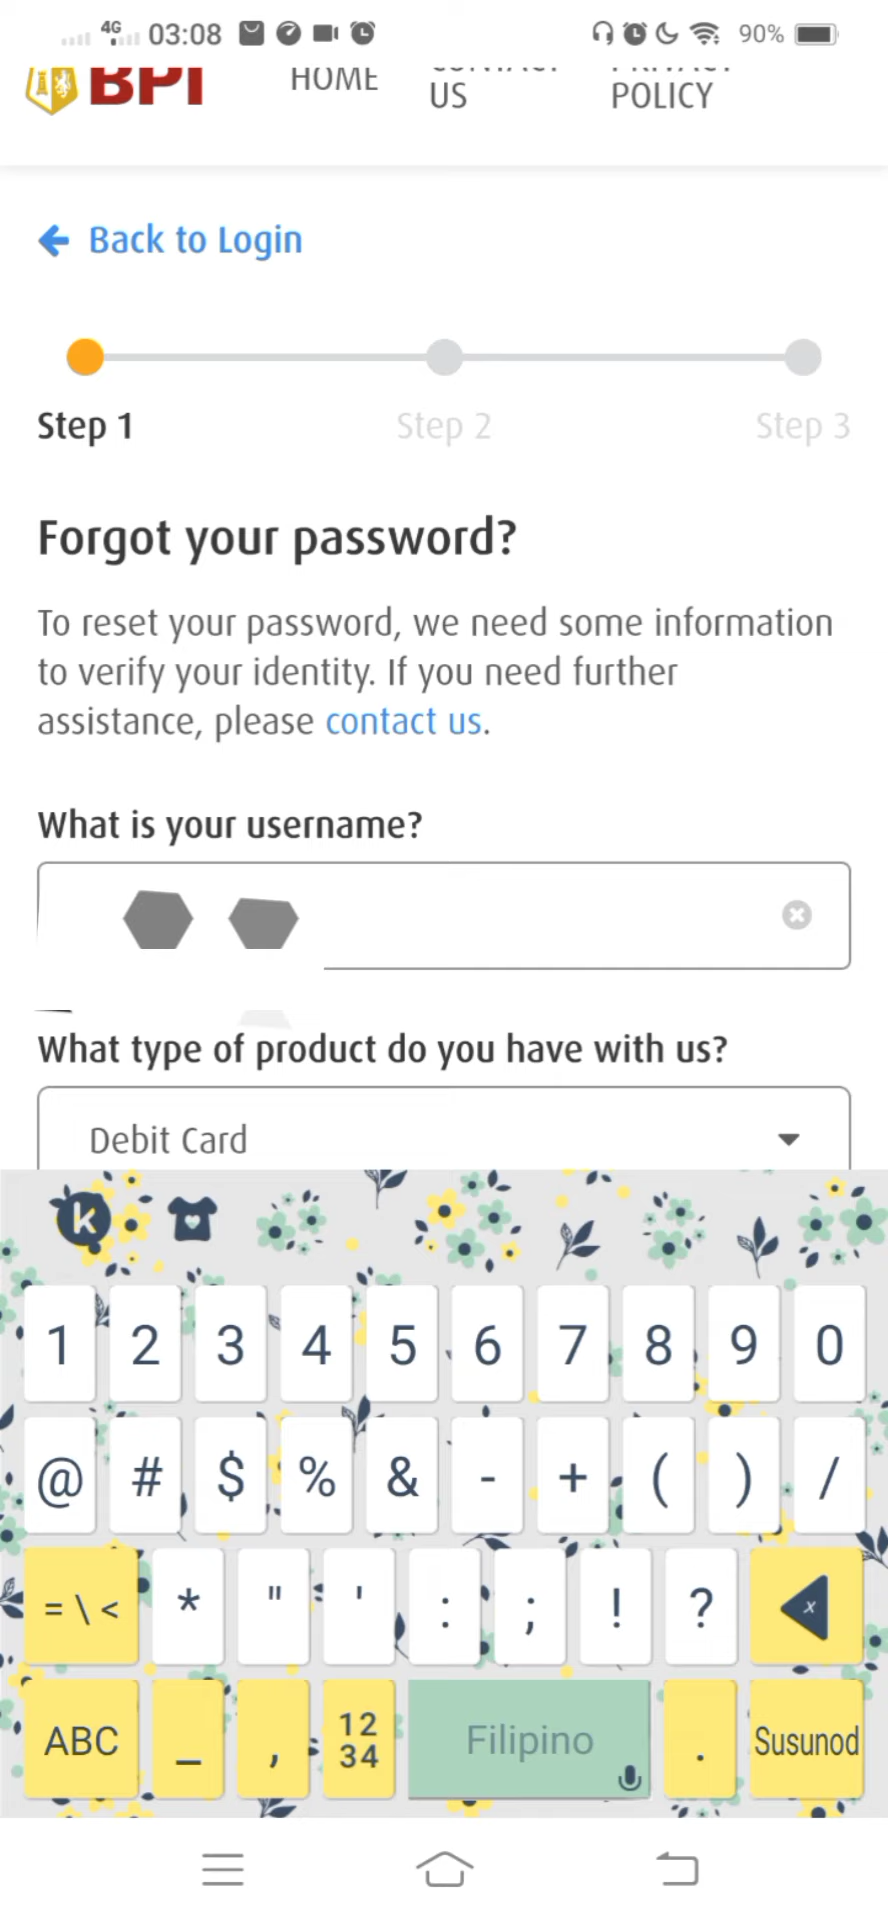 4G 03:08 90%
BPI HOME CONTACT US PRIVACY POLICY
Back to Login
Step 1 Step 2 Step 3
Forgot your password?
To reset your password, we need some information
to verify your identity. If you need further
assistance, please contact us.
What is your username?
What type of product do you have with us?
Debit Card
k
1 2 3 4 5 6 7 8 9 0
@ # $ % & - + ( ) /
= \ < * " ' : ; ! ? x
ABC _ , 12 34 Filipino . Susunod